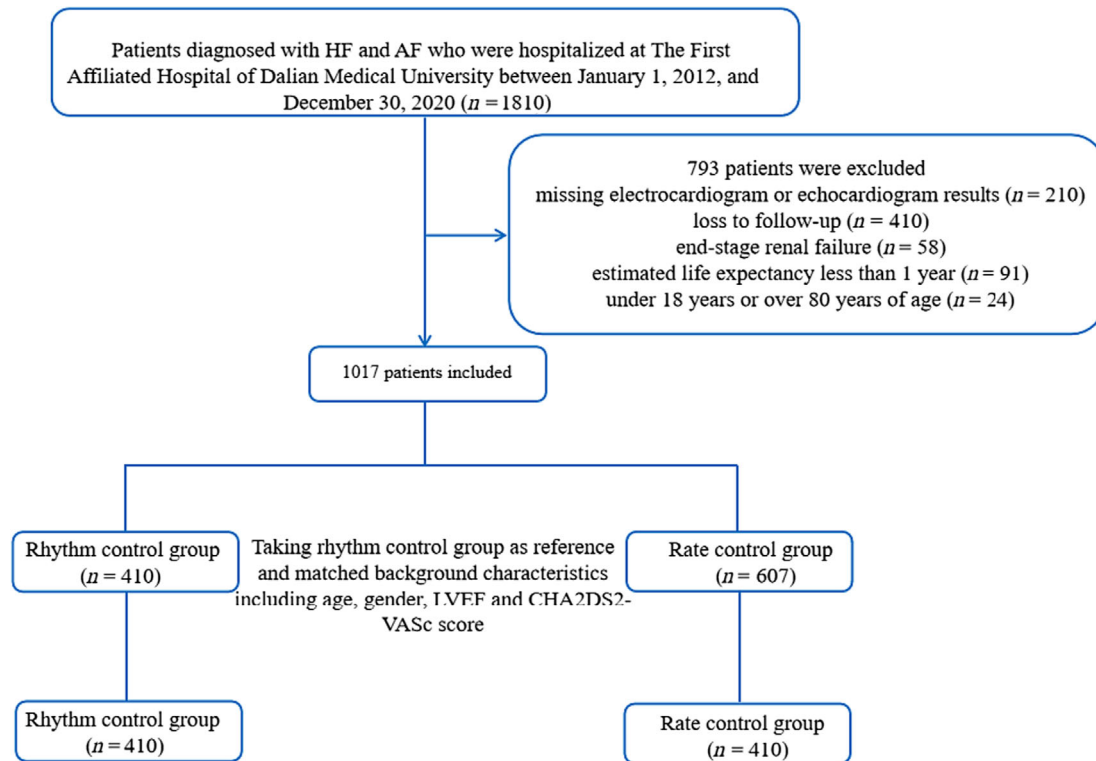 Patients diagnosed with HF and AF who were hospitalized at The First
Affiliated Hospital of Dalian Medical University between January 1, 2012, and
December 30, 2020 (n = 1810)
793 patients were excluded
missing electrocardiogram or echocardiogram results (n = 210)
loss to follow-up (n = 410)
end-stage renal failure (n = 58)
estimated life expectancy less than 1 year (n = 91)
under 18 years or over 80 years of age (n = 24)
1017 patients included
Rhythm control group
(n = 410)
Taking rhythm control group as reference
and matched background characteristics
including age, gender, LVEF and CHA2DS2-
VASc score
Rate control group
(n = 607)
Rhythm control group
(n = 410)
Rate control group
(n = 410)